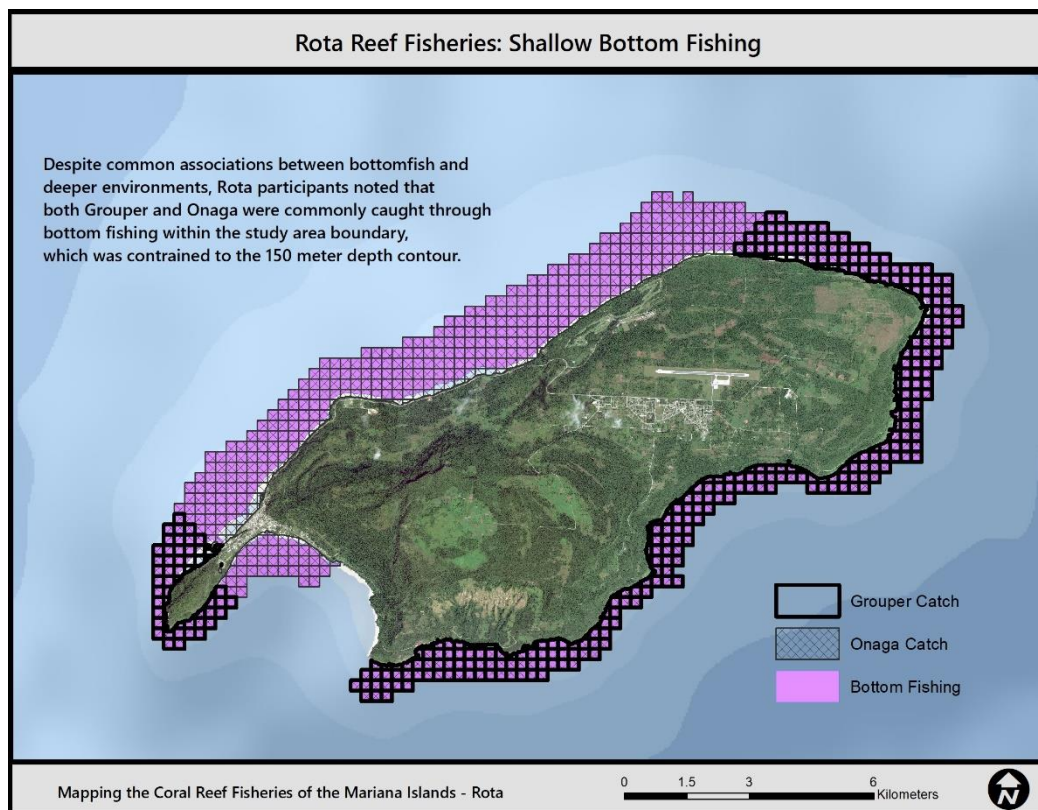 Rota Reef Fisheries: Shallow Bottom Fishing
Despite common associations between bottomfish and
deeper environments, Rota participants noted that
both Grouper and Onaga were commonly caught through
bottom fishing within the study area boundary,
which was contrained to the 150 meter depth contour.
Grouper Catch
Onaga Catch
Bottom Fishing
Mapping the Coral Reef Fisheries of the Mariana Islands - Rota
0 1.5 3 6
Kilometers
N